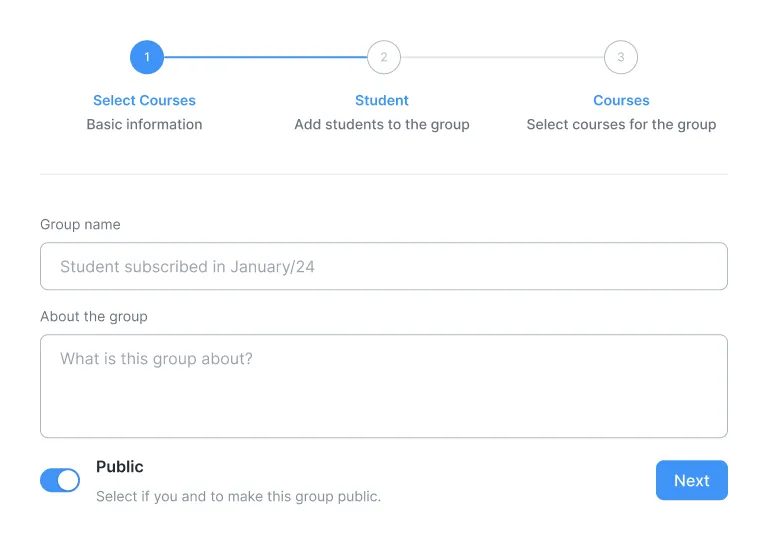 1 2 3
Select Courses Student Courses
Basic information Add students to the group Select courses for the group
Group name
Student subscribed in January/24
About the group
What is this group about?
Public
Select if you and to make this group public.
Next